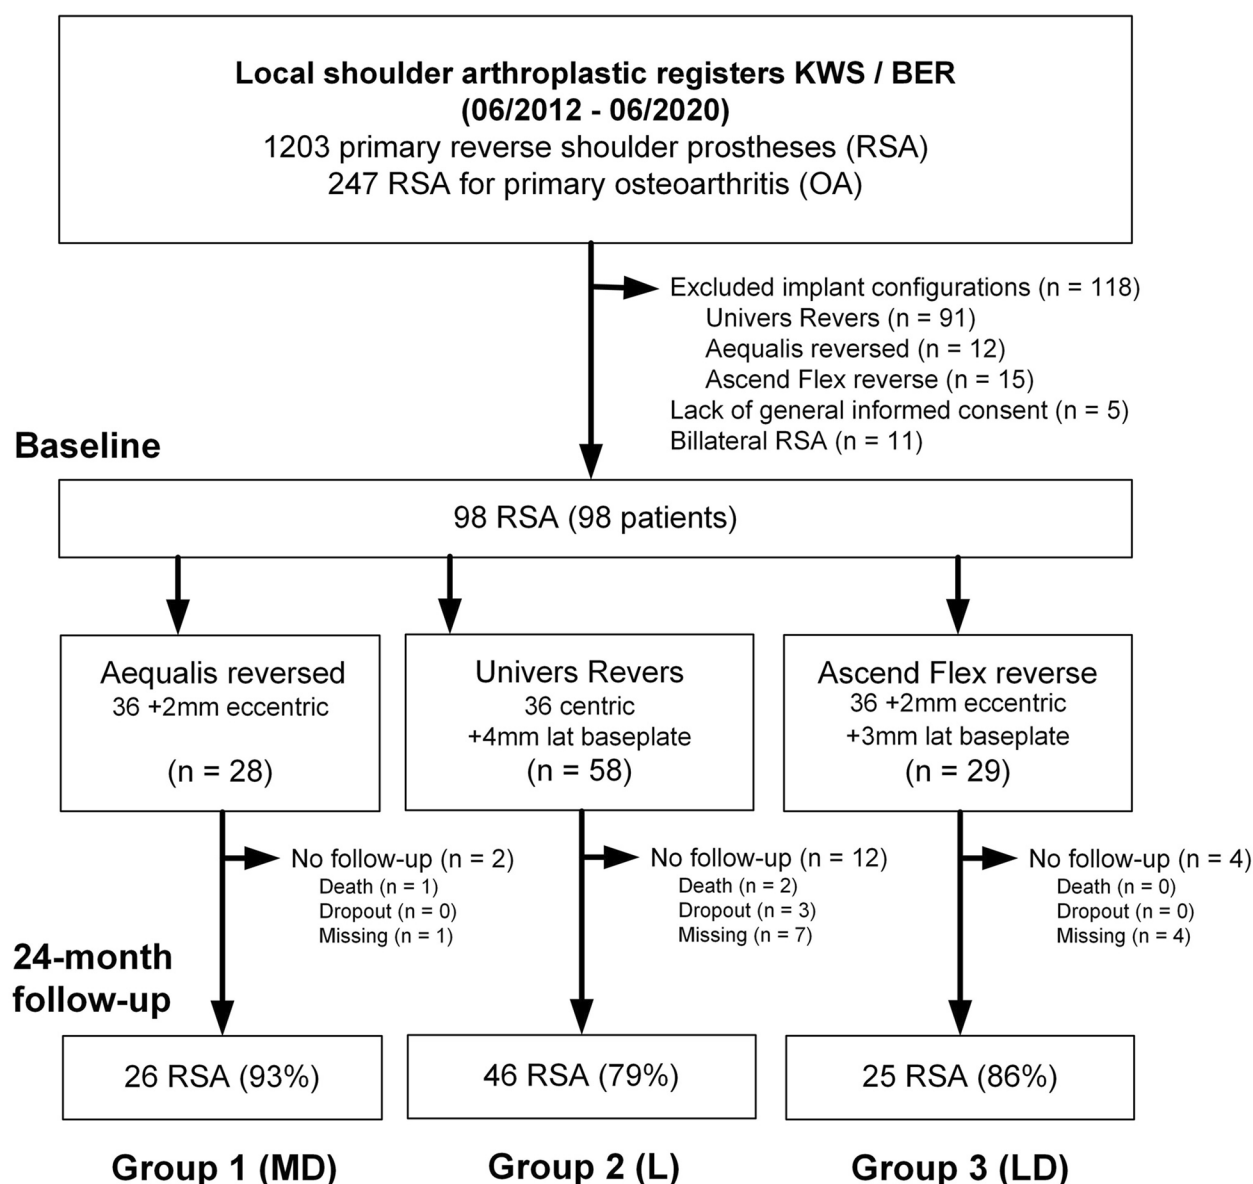 Local shoulder arthroplastic registers KWS / BER
(06/2012 - 06/2020)
1203 primary reverse shoulder prostheses (RSA)
247 RSA for primary osteoarthritis (OA)
Excluded implant configurations (n = 118)
Univers Revers (n = 91)
Aequalis reversed (n = 12)
Ascend Flex reverse (n = 15)
Lack of general informed consent (n = 5)
Billateral RSA (n = 11)
Baseline
98 RSA (98 patients)
Aequalis reversed
36 +2mm eccentric
(n = 28)
Univers Revers
36 centric
+4mm lat baseplate
(n = 58)
Ascend Flex reverse
36 +2mm eccentric
+3mm lat baseplate
(n = 29)
No follow-up (n = 2)
Death (n = 1)
Dropout (n = 0)
Missing (n = 1)
No follow-up (n = 12)
Death (n = 2)
Dropout (n = 3)
Missing (n = 7)
No follow-up (n = 4)
Death (n = 0)
Dropout (n = 0)
Missing (n = 4)
24-month
follow-up
26 RSA (93%)
46 RSA (79%)
25 RSA (86%)
Group 1 (MD)
Group 2 (L)
Group 3 (LD)